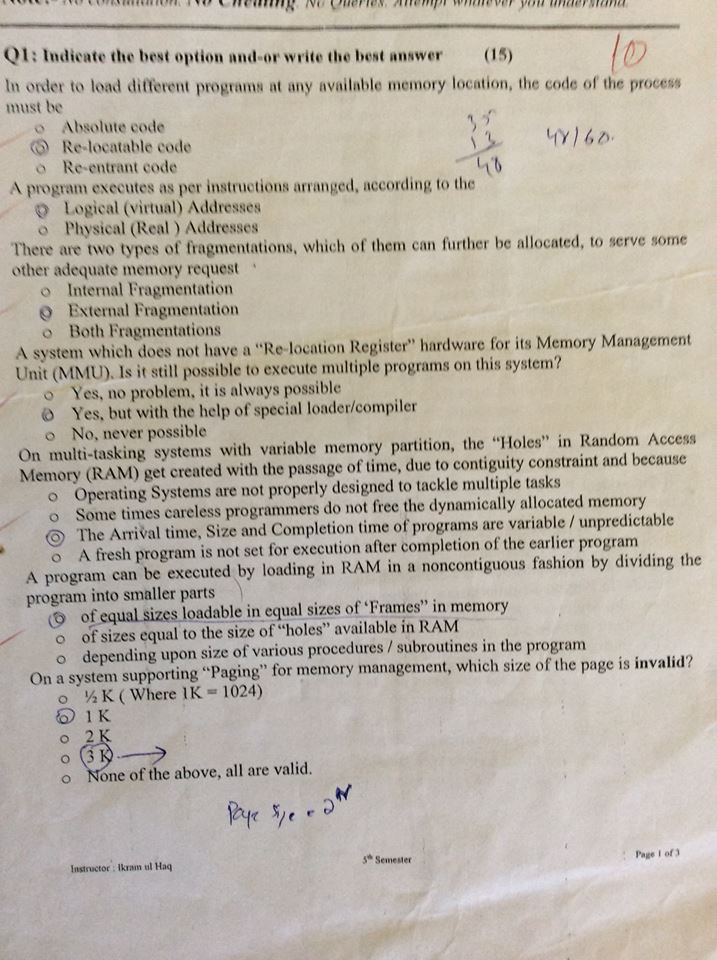 No Cheating. No Queries. Attempt whatever you understand.
Q1: Indicate the best option and-or write the best answer (15)
10
In order to load different programs at any available memory location, the code of the process
must be
Absolute code
Re-locatable code
Re-entrant code
35
13
48
48/60.
A program executes as per instructions arranged, according to the
Logical (virtual) Addresses
Physical (Real ) Addresses
There are two types of fragmentations, which of them can further be allocated, to serve some
other adequate memory request
Internal Fragmentation
External Fragmentation
Both Fragmentations
A system which does not have a “Re-location Register” hardware for its Memory Management
Unit (MMU). Is it still possible to execute multiple programs on this system?
Yes, no problem, it is always possible
Yes, but with the help of special loader/compiler
No, never possible
On multi-tasking systems with variable memory partition, the “Holes” in Random Access
Memory (RAM) get created with the passage of time, due to contiguity constraint and because
Operating Systems are not properly designed to tackle multiple tasks
Some times careless programmers do not free the dynamically allocated memory
The Arrival time, Size and Completion time of programs are variable / unpredictable
A fresh program is not set for execution after completion of the earlier program
A program can be executed by loading in RAM in a noncontiguous fashion by dividing the
program into smaller parts
of equal sizes loadable in equal sizes of ‘Frames” in memory
of sizes equal to the size of “holes” available in RAM
depending upon size of various procedures / subroutines in the program
On a system supporting “Paging” for memory management, which size of the page is invalid?
½ K ( Where 1K = 1024)
1 K
2 K
3 K
None of the above, all are valid.
Page size = 2^N
Instructor : Ikram ul Haq
5th Semester
Page 1 of 3